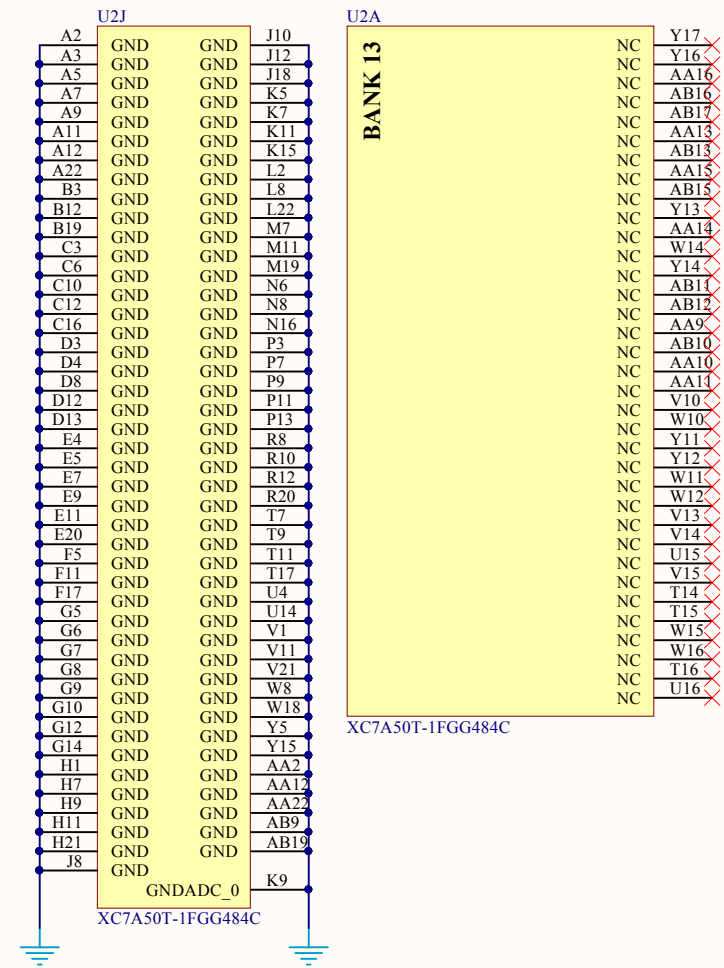 U2J
A2 GND GND J10
A3 GND GND J12
A5 GND GND J18
A7 GND GND K5
A9 GND GND K7
A11 GND GND K11
A12 GND GND K15
A22 GND GND L2
B3 GND GND L8
B12 GND GND L22
B19 GND GND M7
C3 GND GND M11
C6 GND GND M19
C10 GND GND N6
C12 GND GND N8
C16 GND GND N16
D3 GND GND P3
D4 GND GND P7
D8 GND GND P9
D12 GND GND P11
D13 GND GND P13
E4 GND GND R8
E5 GND GND R10
E7 GND GND R12
E9 GND GND R20
E11 GND GND T7
E20 GND GND T9
F5 GND GND T11
F11 GND GND T17
F17 GND GND U4
G5 GND GND U14
G6 GND GND V1
G7 GND GND V11
G8 GND GND V21
G9 GND GND W8
G10 GND GND W18
G12 GND GND Y5
G14 GND GND Y15
H1 GND GND AA2
H7 GND GND AA12
H9 GND GND AA22
H11 GND GND AB9
H21 GND GND AB19
J8 GND
GNDADC_0 K9
XC7A50T-1FGG484C
U2A
BANK 13
NC Y17
NC Y16
NC AA16
NC AB16
NC AB17
NC AA13
NC AB13
NC AA15
NC AB15
NC Y13
NC AA14
NC W14
NC Y14
NC AB11
NC AB12
NC AA9
NC AB10
NC AA10
NC AA11
NC V10
NC W10
NC Y11
NC Y12
NC W11
NC W12
NC V13
NC V14
NC U15
NC V15
NC T14
NC T15
NC W15
NC W16
NC T16
NC U16
XC7A50T-1FGG484C